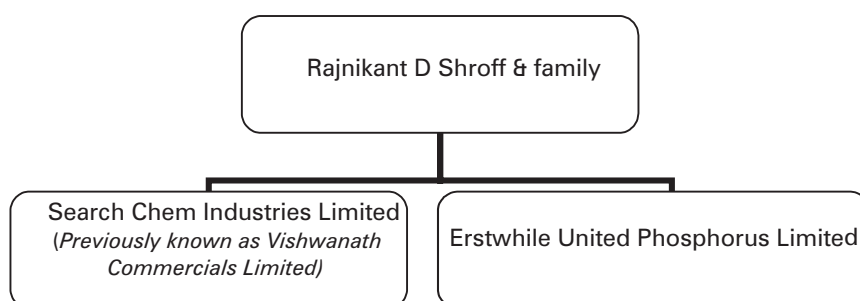 Rajnikant D Shroff & family
Search Chem Industries Limited
(Previously known as Vishwanath
Commercials Limited)
Erstwhile United Phosphorus Limited